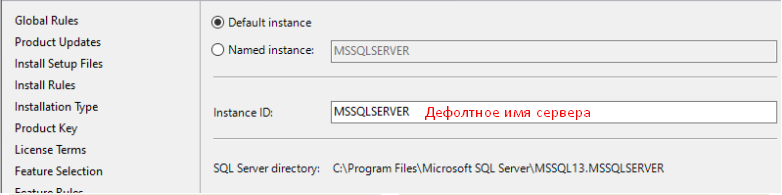 Global Rules
Product Updates
Install Setup Files
Install Rules
Installation Type
Product Key
License Terms
Feature Selection
Feature Rules
Default instance
Named instance: MSSQLSERVER
Instance ID: MSSQLSERVER Дефолтное имя сервера
SQL Server directory: C:\Program Files\Microsoft SQL Server\MSSQL13.MSSQLSERVER